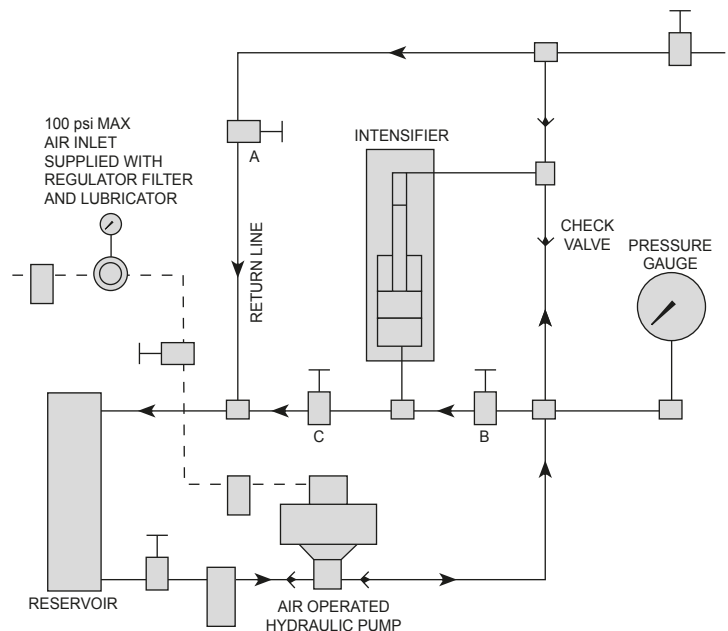 100 psi MAX
AIR INLET
SUPPLIED WITH
REGULATOR FILTER
AND LUBRICATOR
A
INTENSIFIER
RETURN LINE
CHECK
VALVE
PRESSURE
GAUGE
C
B
RESERVOIR
AIR OPERATED
HYDRAULIC PUMP